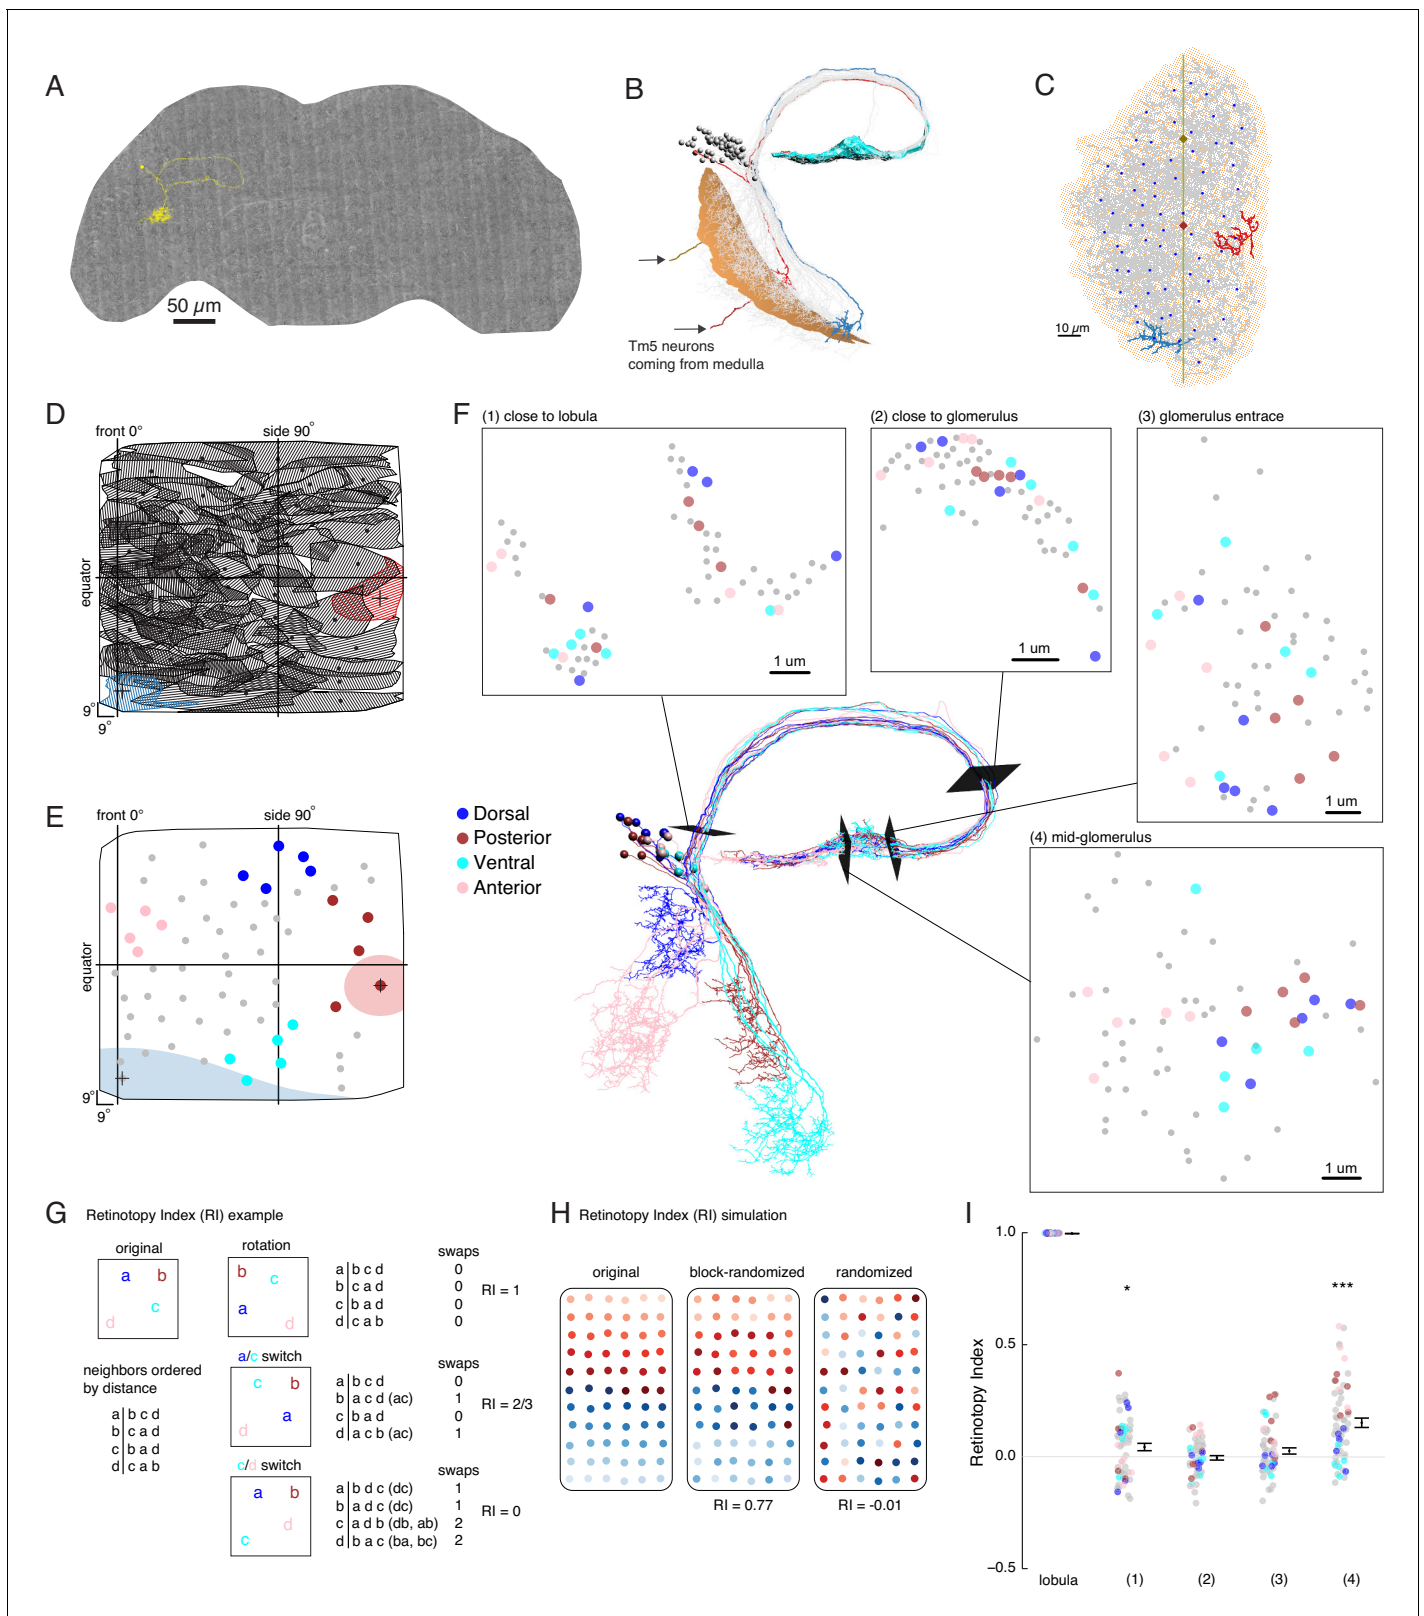 A
50 µm
B
Tm5 neurons
coming from medulla
C
10 µm
D
front 0°
side 90°
equator
9°
9°
E
front 0°
side 90°
equator
9°
9°
F
(1) close to lobula
1 um
(2) close to glomerulus
1 um
(3) glomerulus entrace
1 um
Dorsal
Posterior
Ventral
Anterior
(4) mid-glomerulus
1 um
G
Retinotopy Index (RI) example
original
a b
c
d
neighbors ordered
by distance
a b c d
b c a d
c b a d
d c a b
rotation
b
c
a
d
swaps
a b c d 0
b c a d 0
c b a d 0
d c a b 0
RI = 1
a/c switch
c b
a
d
swaps
a b c d 0
b a c d (ac) 1
c b a d 0
d a c b (ac) 1
RI = 2/3
c/d switch
a b
d
c
swaps
a b d c (dc) 1
b a d c (dc) 1
c a d b (db, ab) 2
d b a c (ba, bc) 2
RI = 0
H
Retinotopy Index (RI) simulation
original
block-randomized
randomized
RI = 0.77
RI = -0.01
I
Retinotopy Index
1.0
0.5
0.0
−0.5
*
***
lobula
(1)
(2)
(3)
(4)